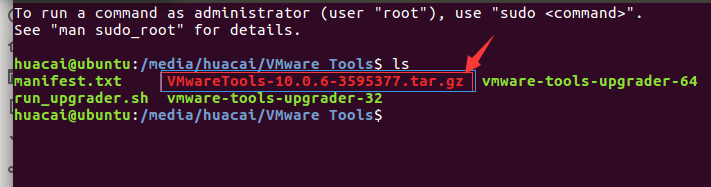 To run a command as administrator (user "root"), use "sudo <command>".
See "man sudo_root" for details.
huacai@ubuntu:/media/huacai/VMware Tools$ ls
manifest.txt VMwareTools-10.0.6-3595377.tar.gz vmware-tools-upgrader-64
run_upgrader.sh vmware-tools-upgrader-32
huacai@ubuntu:/media/huacai/VMware Tools$